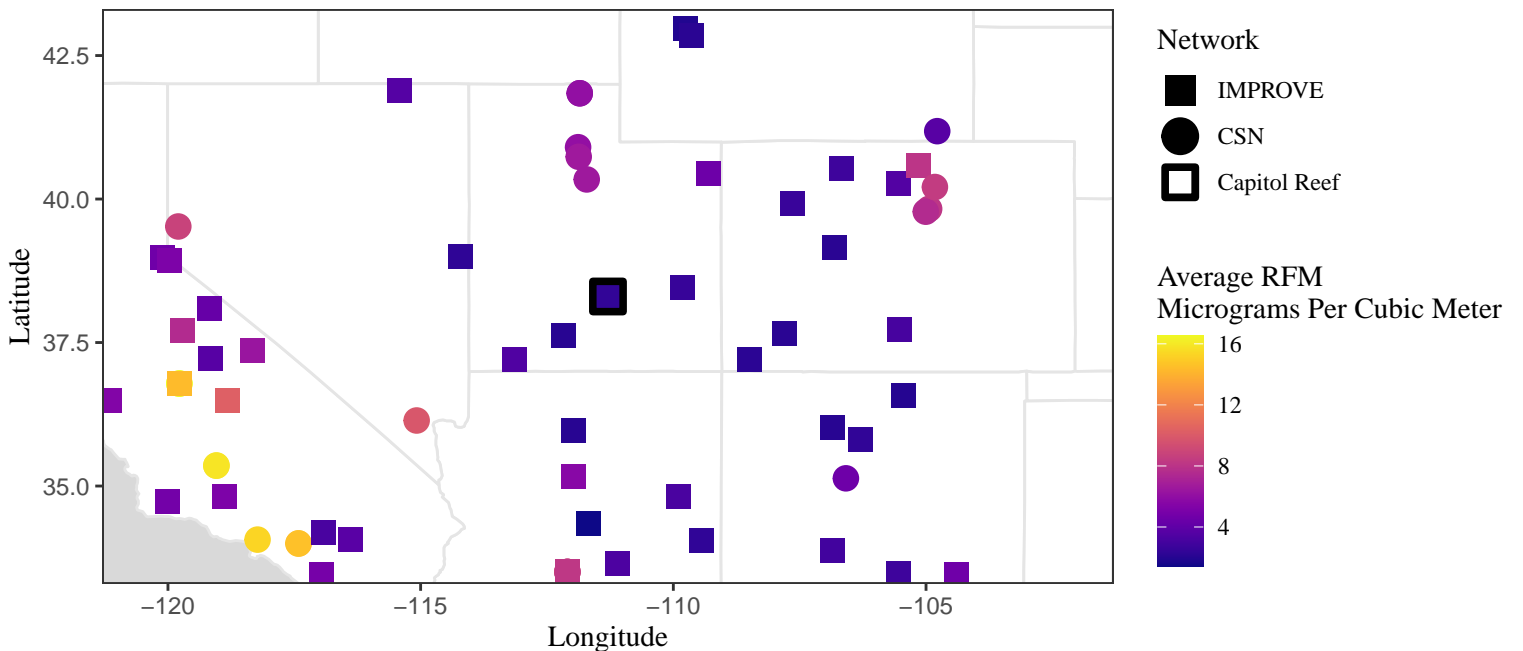 Network
IMPROVE
CSN
Capitol Reef
Average RFM
Micrograms Per Cubic Meter
16
12
8
4
42.5
40.0
37.5
35.0
Latitude
−120
−115
−110
−105
Longitude